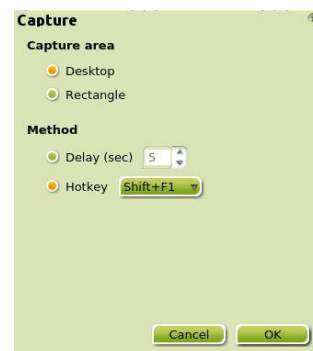 Capture
Capture area
Desktop
Rectangle
Method
Delay (sec) 5
Hotkey Shift+F1
Cancel OK